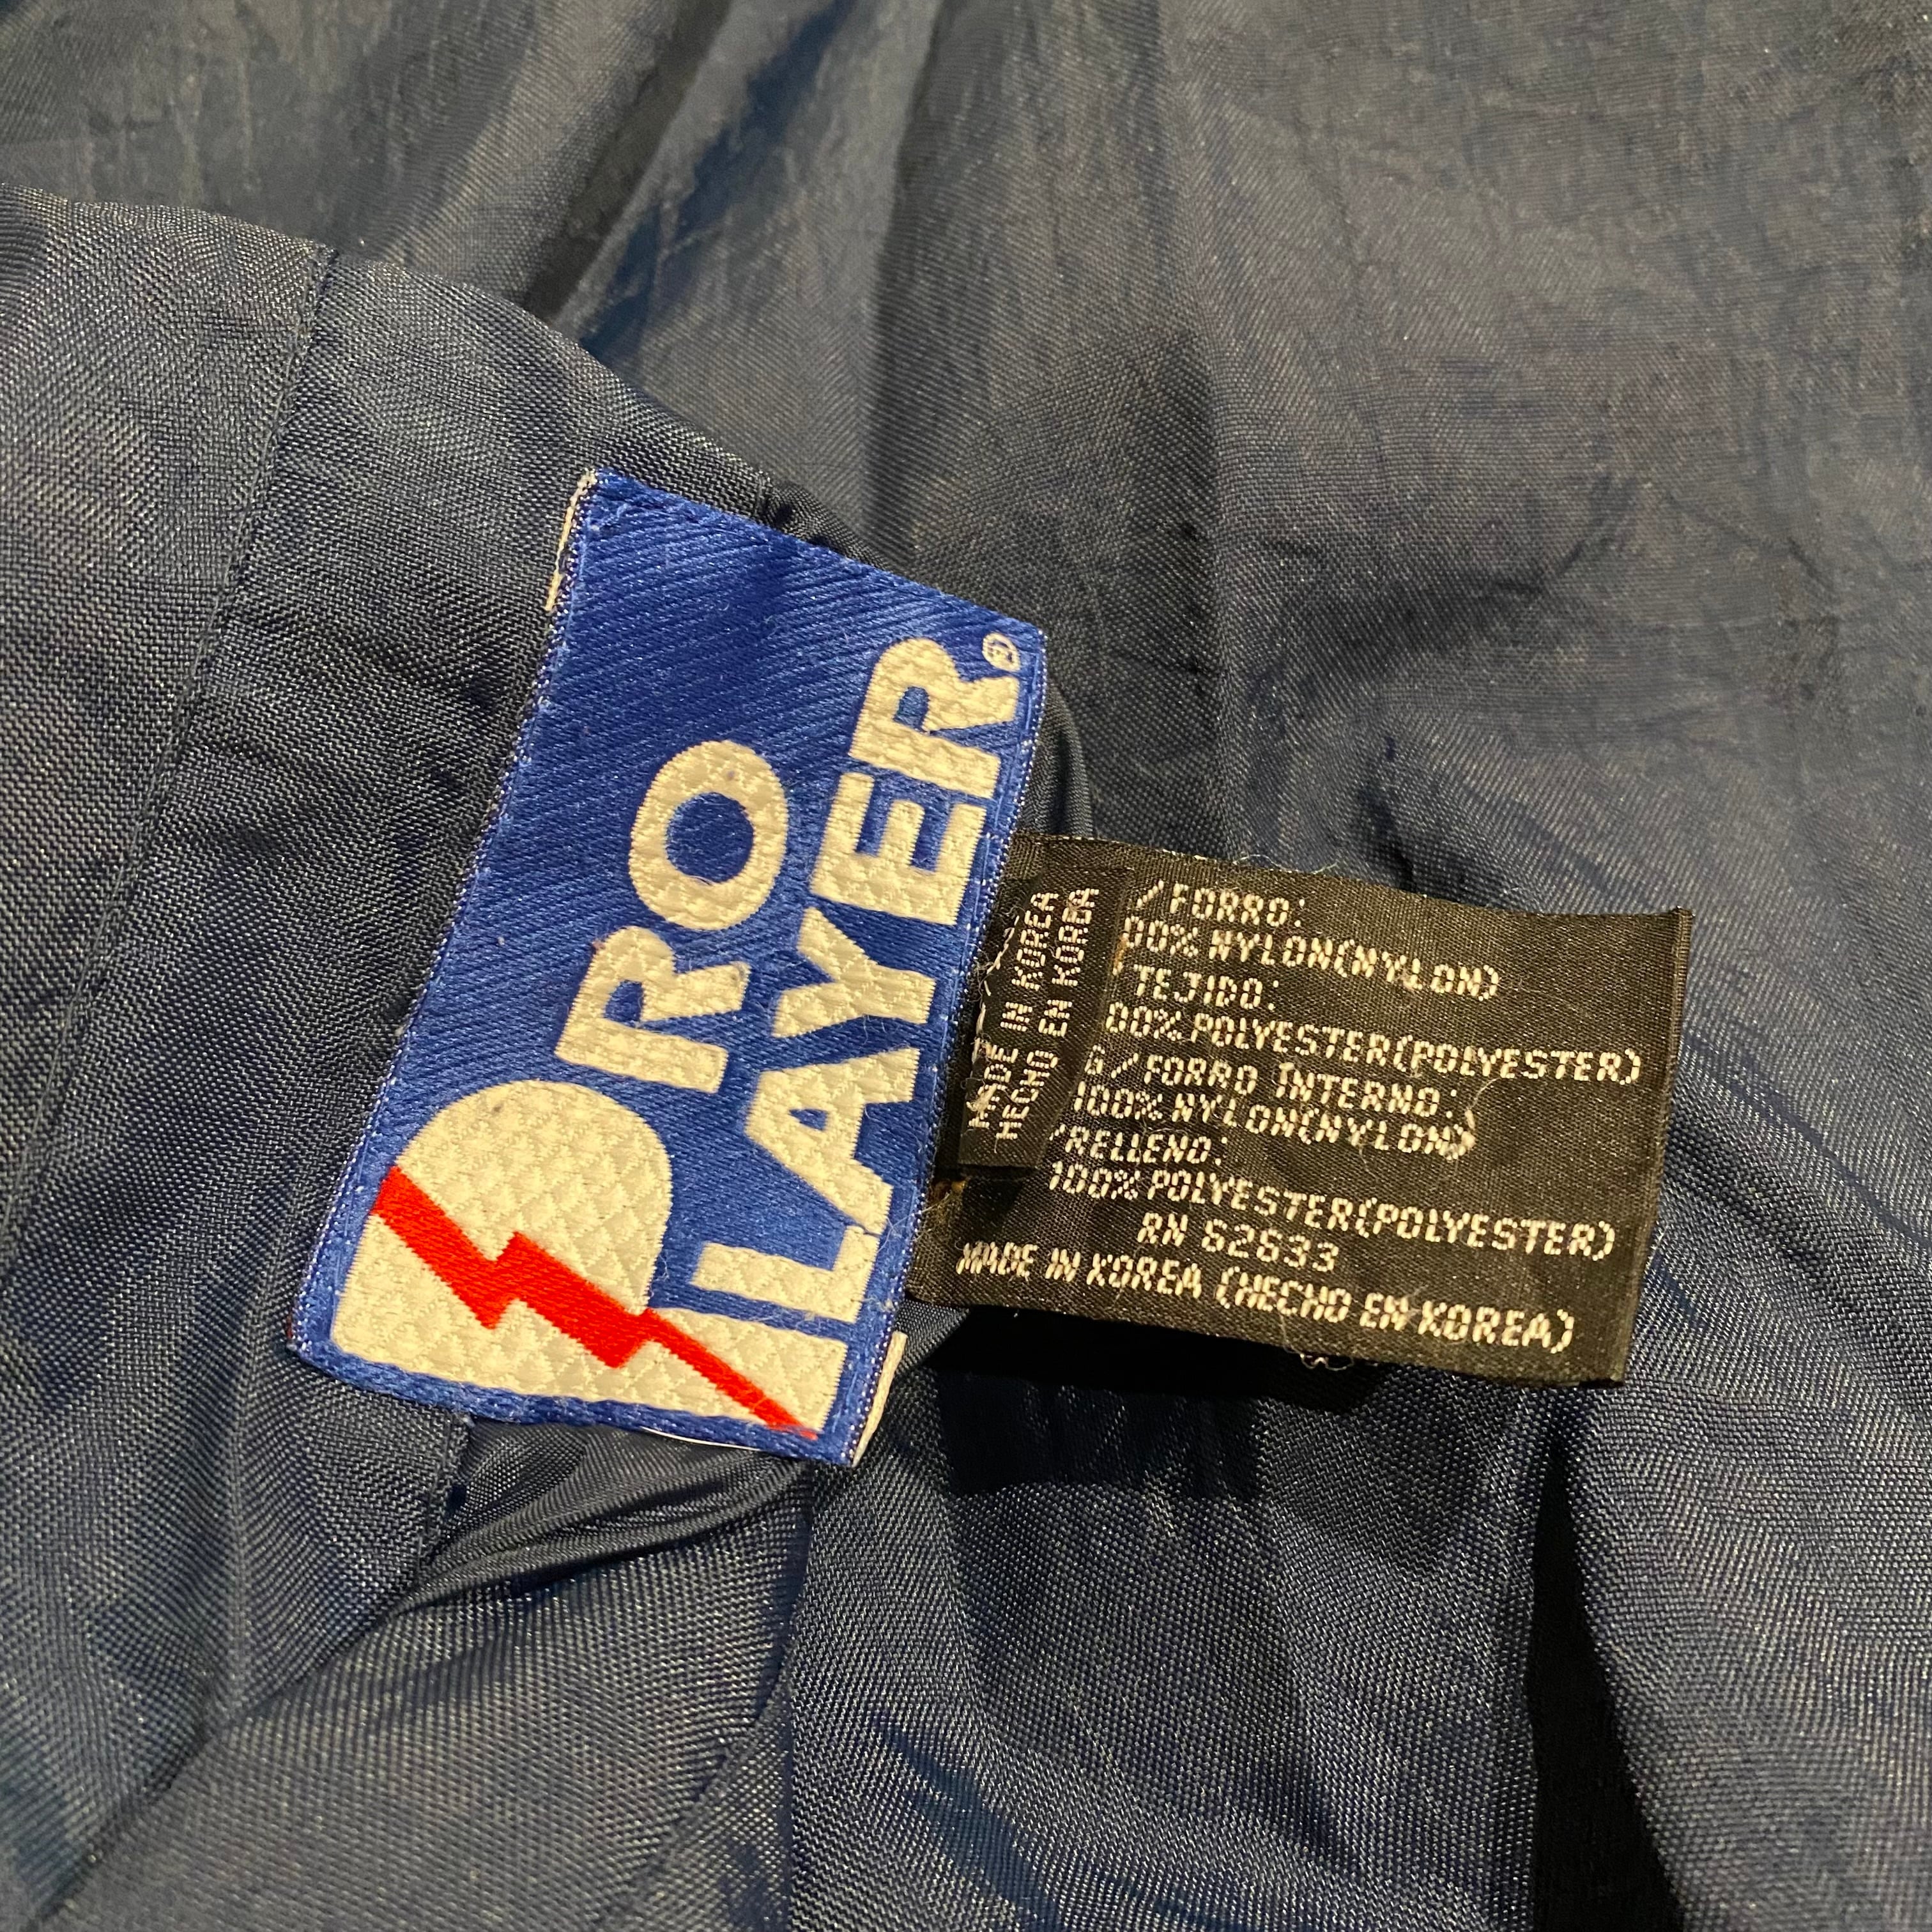 PRO
PLAYER®
MADE IN KOREA
HECHO EN KOREA
/FORRO:
00% NYLON(NYLON)
TEJIDO:
00% POLYESTER(POLYESTER)
G/FORRO INTERNO:
100% NYLON(NYLON)
/RELLENO:
100% POLYESTER(POLYESTER)
RN 62633
MADE IN KOREA (HECHO EN KOREA)